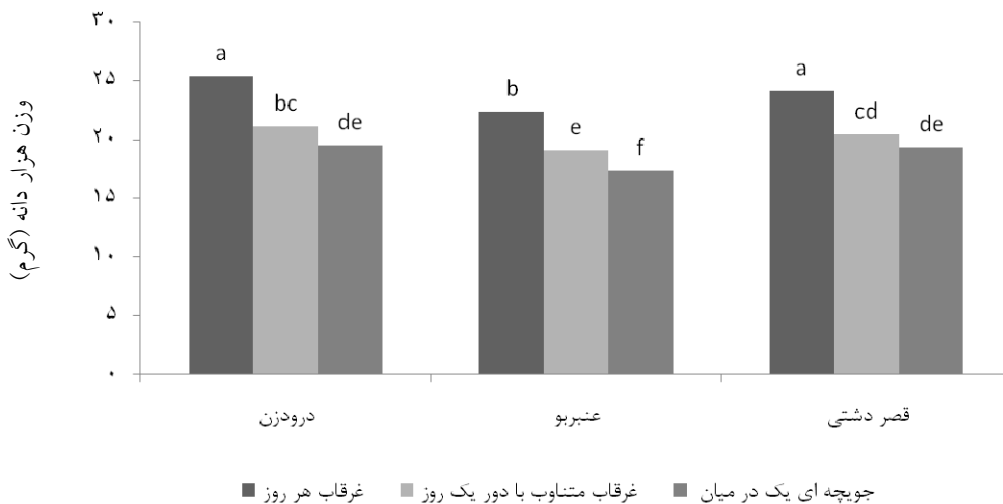 وزن هزار دانه (گرم)
۳۰
۲۵
۲۰
۱۵
۱۰
۵
۰
a
bc
de
b
e
f
a
cd
de
درودزن
عنبربو
قصر دشتی
غرقاب هر روز
غرقاب متناوب با دور یک روز
جویچه ای یک در میان